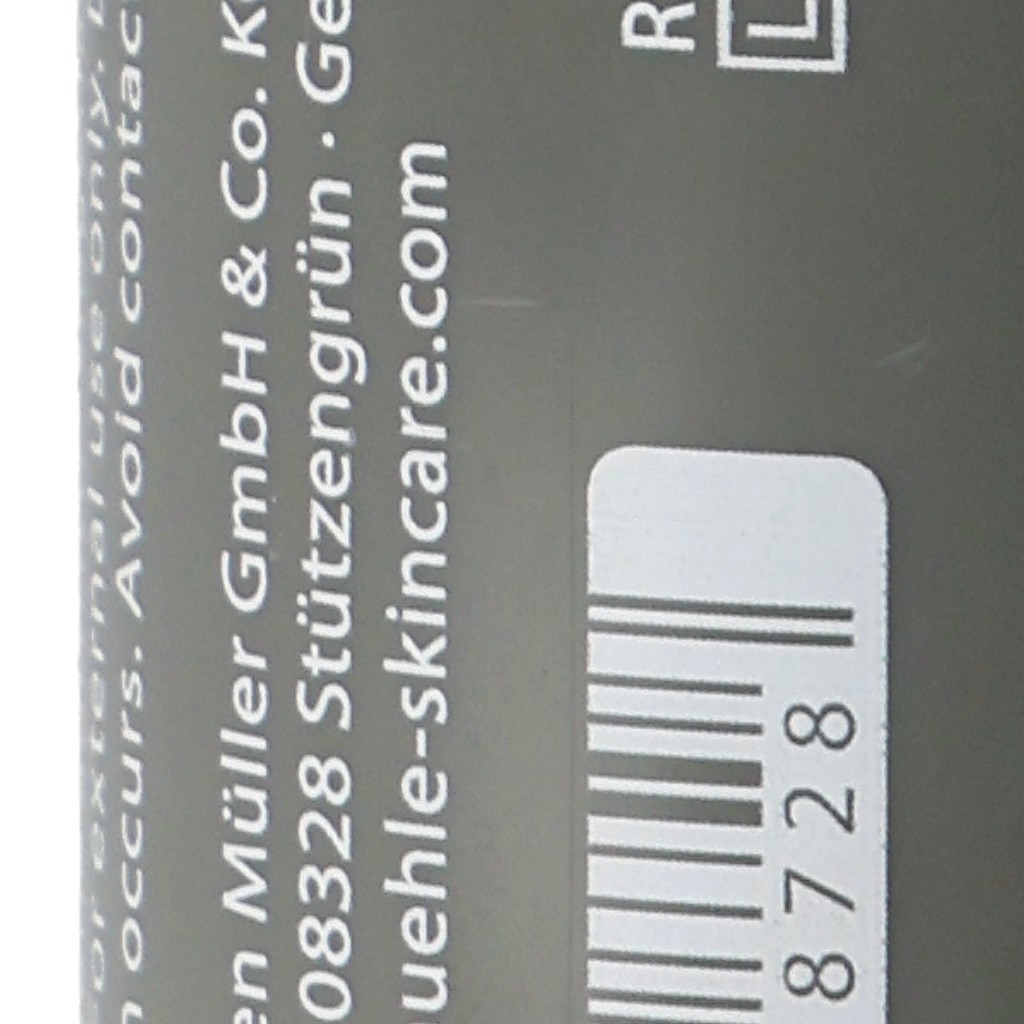 or external use only.
occurs. Avoid contac
en Müller GmbH & Co. K
08328 Stützengrün · Ge
uehle-skincare.com
R
L
8728